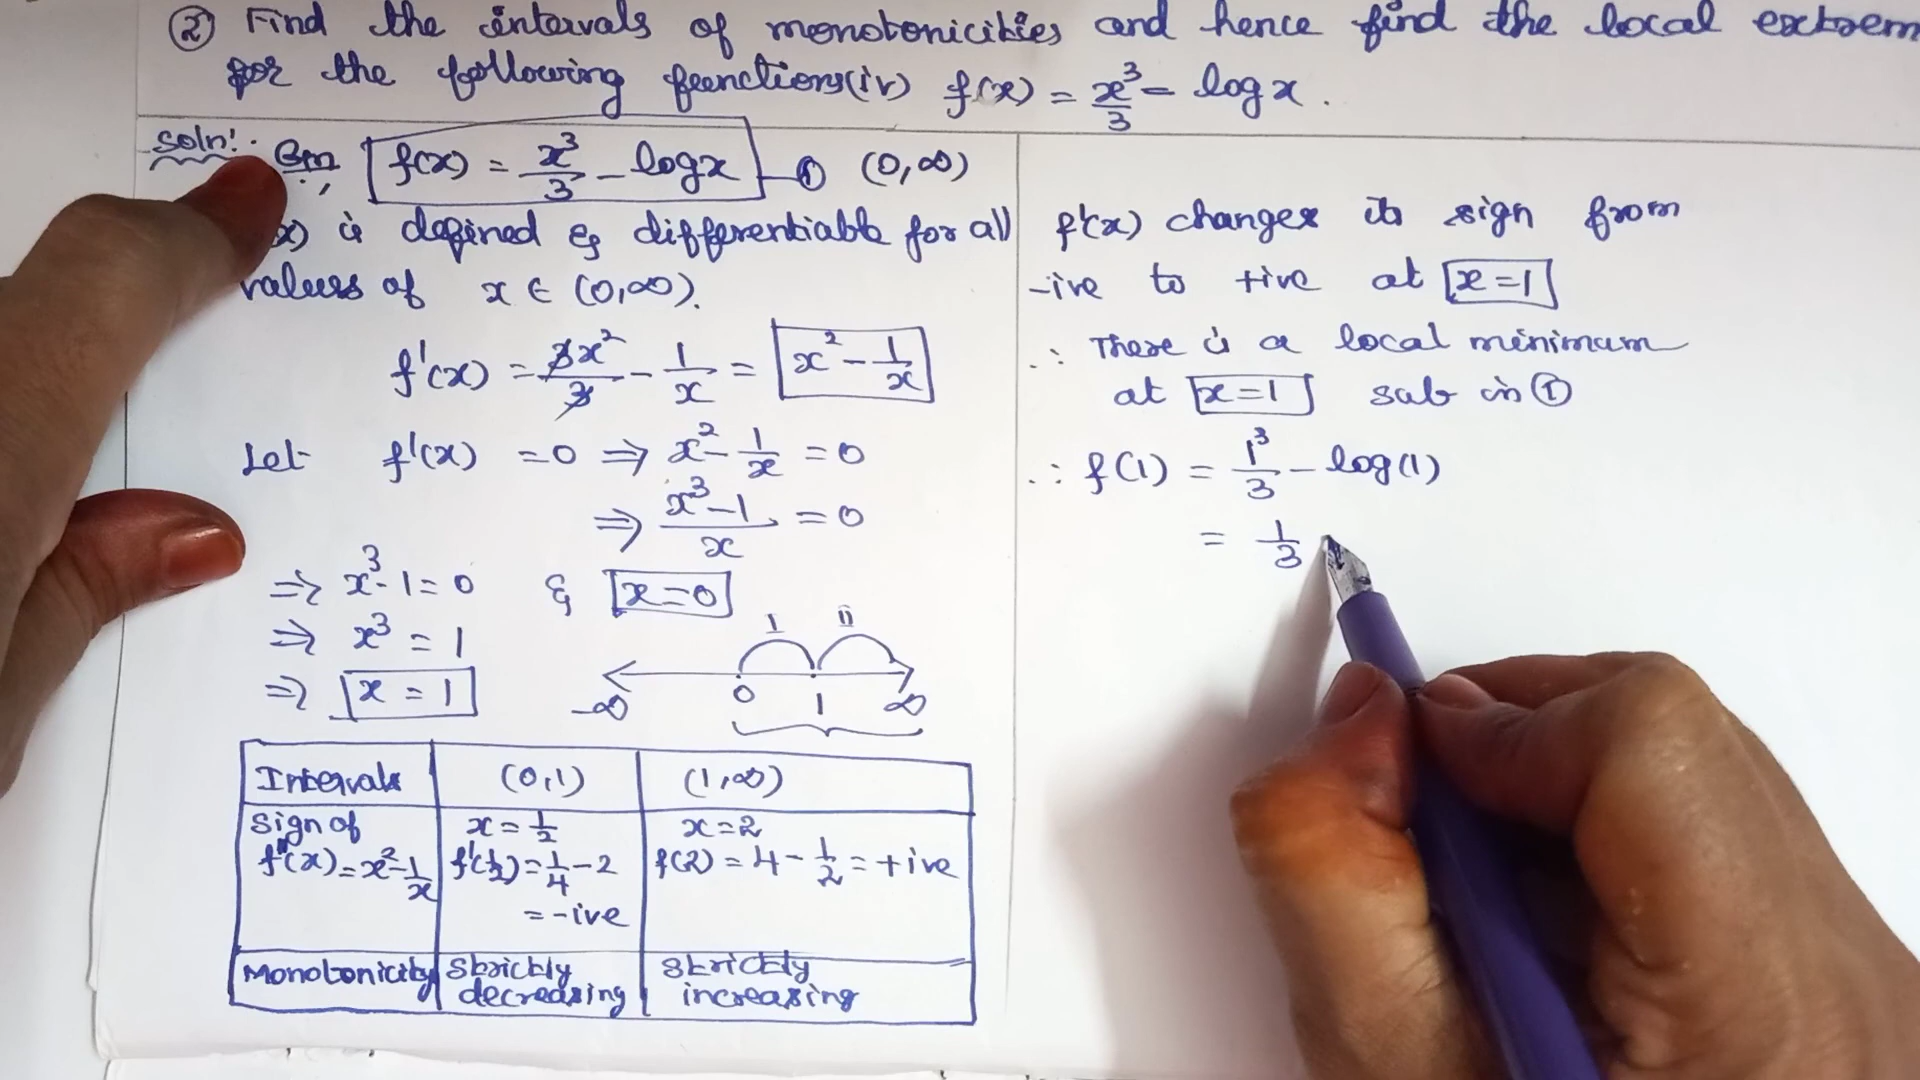 ② Find the intervals of monotonicities and hence find the local extrem
for the following functions (iv) f(x) = x³/3 − log x.
Soln:
Gn f(x) = x³/3 − log x — ① (0,∞)
x) is defined & differentiable for all
values of x ∈ (0,∞).
f'(x) = 3x²/3 − 1/x = x² − 1/x
Let f'(x) = 0 ⇒ x² − 1/x = 0
⇒ x³−1/x = 0
⇒ x³−1=0 & x=0
⇒ x³ = 1
⇒ x = 1
I II
−∞ 0 1 ∞
Intervals (0,1) (1,∞)
Sign of x = 1/2 x=2
f'(x)=x²−1/x f'(1/2)=1/4−2 f(2) = 4 − 1/2 = +ive
= −ive
Monotonicity Strictly Strictly
decreasing increasing
f'(x) changes its sign from
−ive to +ive at x=1
∴ There is a local minimum
at x=1 sub in ①
∴ f(1) = 1³/3 − log(1)
= 1/3